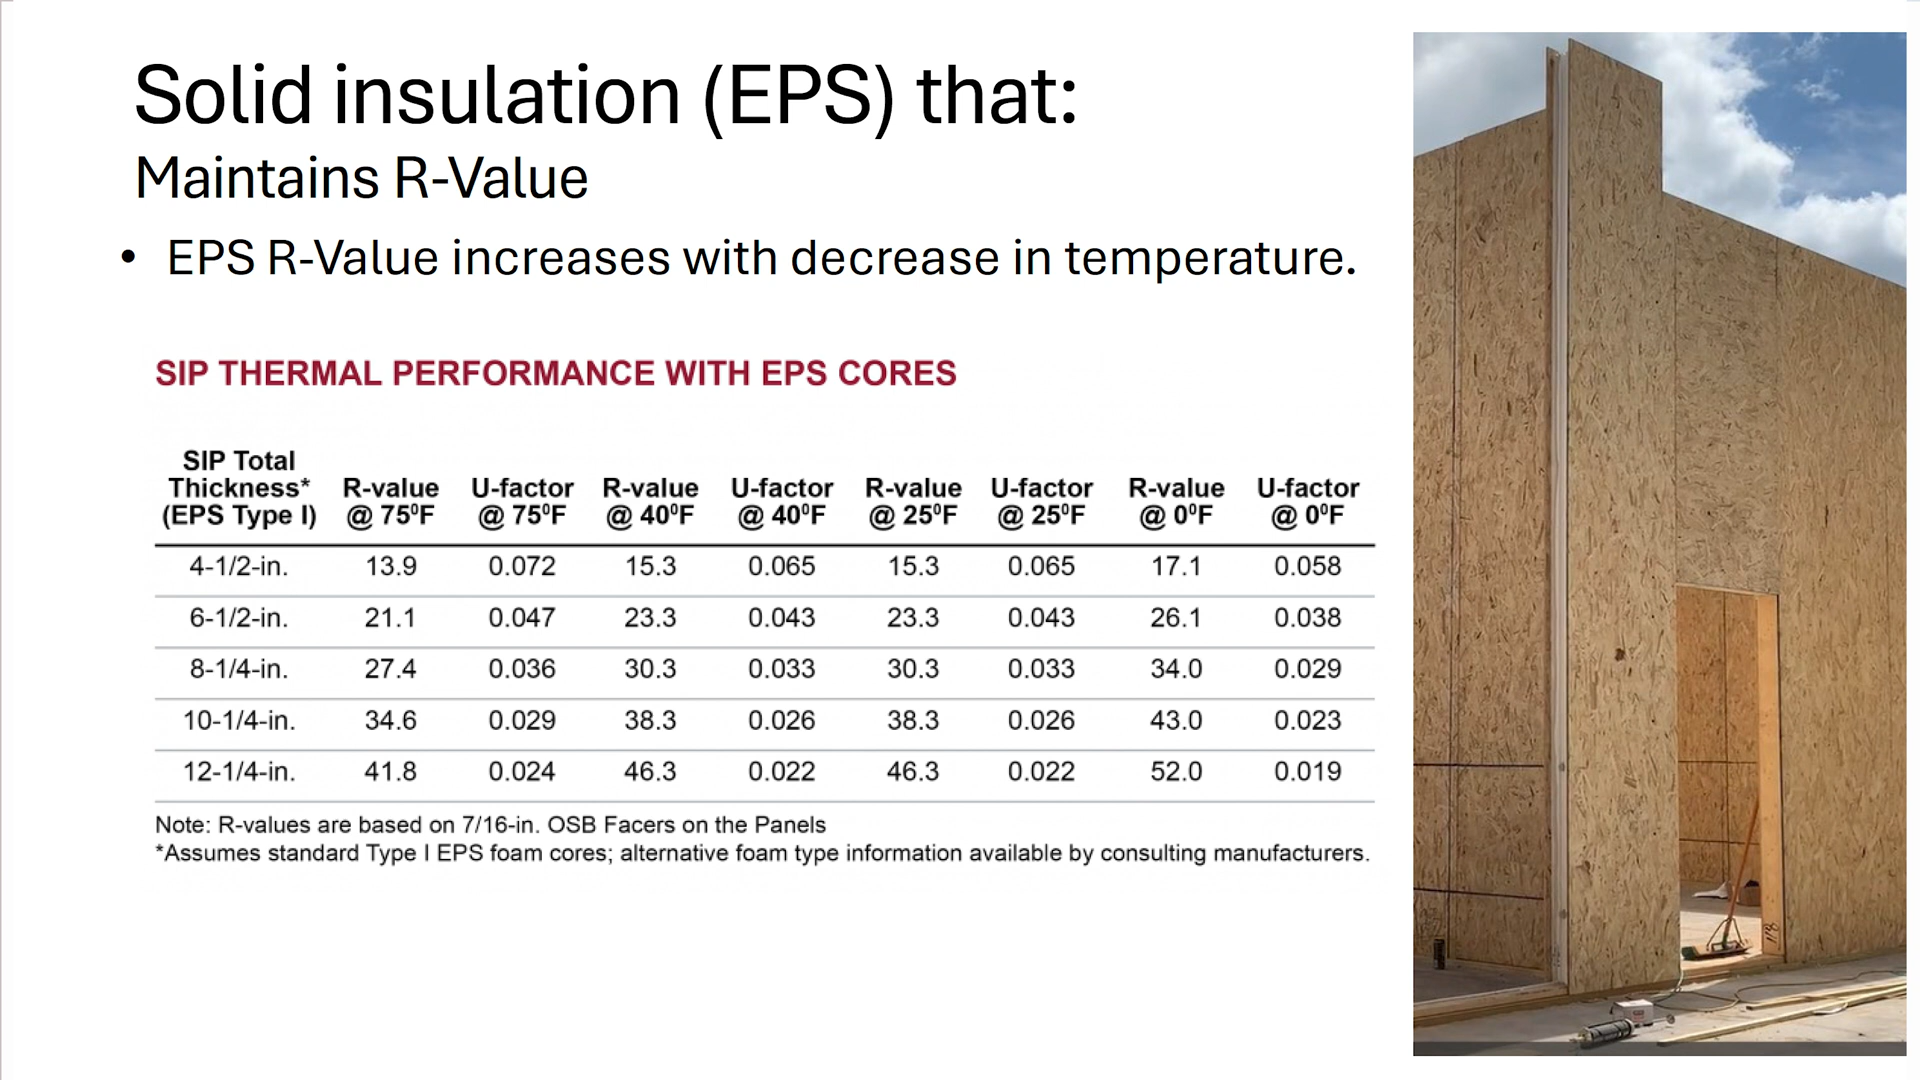 Solid insulation (EPS) that:
Maintains R-Value
• EPS R-Value increases with decrease in temperature.
SIP THERMAL PERFORMANCE WITH EPS CORES
SIP Total Thickness* (EPS Type I) R-value @ 75⁰F U-factor @ 75⁰F R-value @ 40⁰F U-factor @ 40⁰F R-value @ 25⁰F U-factor @ 25⁰F R-value @ 0⁰F U-factor @ 0⁰F
4-1/2-in. 13.9 0.072 15.3 0.065 15.3 0.065 17.1 0.058
6-1/2-in. 21.1 0.047 23.3 0.043 23.3 0.043 26.1 0.038
8-1/4-in. 27.4 0.036 30.3 0.033 30.3 0.033 34.0 0.029
10-1/4-in. 34.6 0.029 38.3 0.026 38.3 0.026 43.0 0.023
12-1/4-in. 41.8 0.024 46.3 0.022 46.3 0.022 52.0 0.019
Note: R-values are based on 7/16-in. OSB Facers on the Panels
*Assumes standard Type I EPS foam cores; alternative foam type information available by consulting manufacturers.